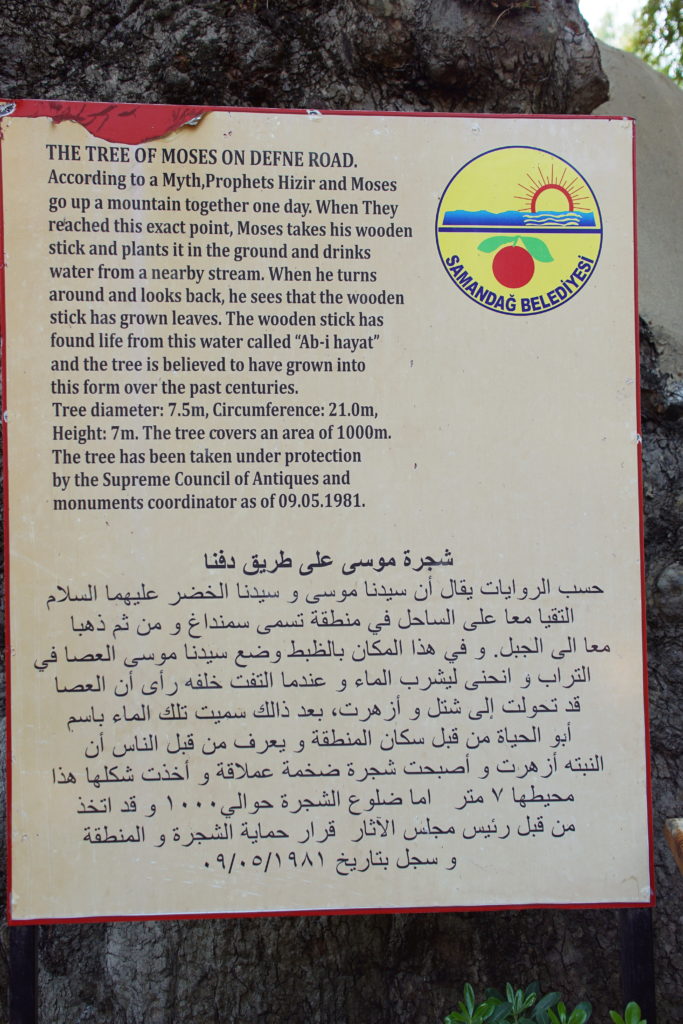 THE TREE OF MOSES ON DEFNE ROAD.
According to a Myth,Prophets Hizir and Moses
go up a mountain together one day. When They
reached this exact point, Moses takes his wooden
stick and plants it in the ground and drinks
water from a nearby stream. When he turns
around and looks back, he sees that the wooden
stick has grown leaves. The wooden stick has
found life from this water called “Ab-i hayat”
and the tree is believed to have grown into
this form over the past centuries.
Tree diameter: 7.5m, Circumference: 21.0m,
Height: 7m. The tree covers an area of 1000m.
The tree has been taken under protection
by the Supreme Council of Antiques and
monuments coordinator as of 09.05.1981.
SAMANDAĞ BELEDİYESİ
شجرة موسى على طريق دفنا
حسب الروايات يقال أن سيدنا موسى و سيدنا الخضر عليهما السلام
التقيا معا على الساحل في منطقة تسمى سمنداغ و من ثم ذهبا
معا الى الجبل. و في هذا المكان بالظبط وضع سيدنا موسى العصا في
التراب و انحنى ليشرب الماء و عندما التفت خلفه رأى أن العصا
قد تحولت إلى شتل و أزهرت، بعد ذالك سميت تلك الماء باسم
أبو الحياة من قبل سكان المنطقة و يعرف من قبل الناس أن
النبته أزهرت و أصبحت شجرة ضخمة عملاقة و أخذت شكلها هذا
محيطها ٧ متر اما ضلوع الشجرة حوالي١٠٠٠ و قد اتخذ
من قبل رئيس مجلس الآثار قرار حماية الشجرة و المنطقة
و سجل بتاريخ ٠٩/٠٥/١٩٨١